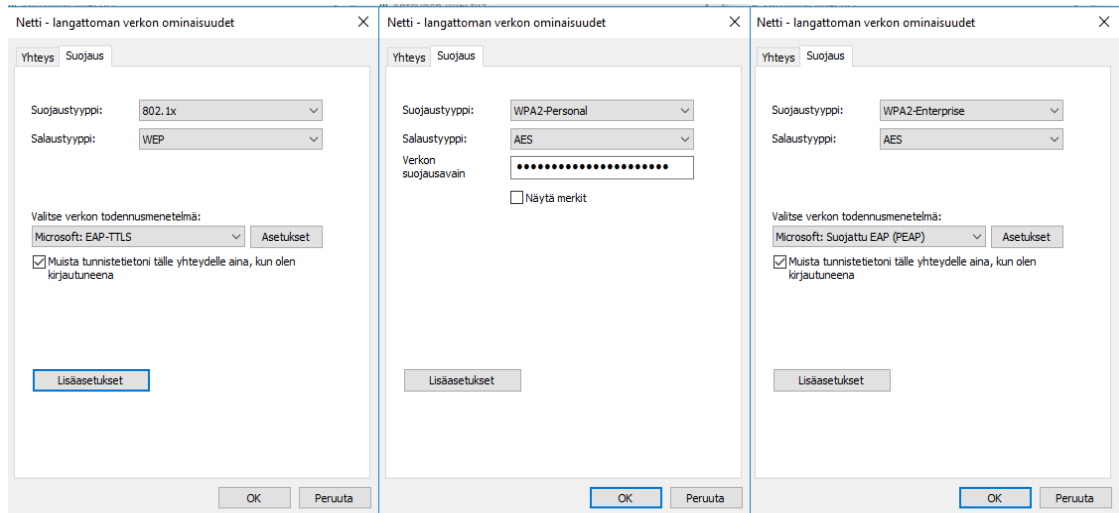 Netti - langattoman verkon ominaisuudet
Yhteys Suojaus
Suojaustyyppi: 802.1x
Salaustyyppi: WEP
Valitse verkon todennusmenetelmä:
Microsoft: EAP-TTLS Asetukset
Muista tunnistetietoni tälle yhteydelle aina, kun olen
kirjautuneena
Lisäasetukset
OK Peruuta
Netti - langattoman verkon ominaisuudet
Yhteys Suojaus
Suojaustyyppi: WPA2-Personal
Salaustyyppi: AES
Verkon
suojausavain ••••••••••••••••••••••
Näytä merkit
Lisäasetukset
OK Peruuta
Netti - langattoman verkon ominaisuudet
Yhteys Suojaus
Suojaustyyppi: WPA2-Enterprise
Salaustyyppi: AES
Valitse verkon todennusmenetelmä:
Microsoft: Suojattu EAP (PEAP) Asetukset
Muista tunnistetietoni tälle yhteydelle aina, kun olen
kirjautuneena
Lisäasetukset
OK Peruuta